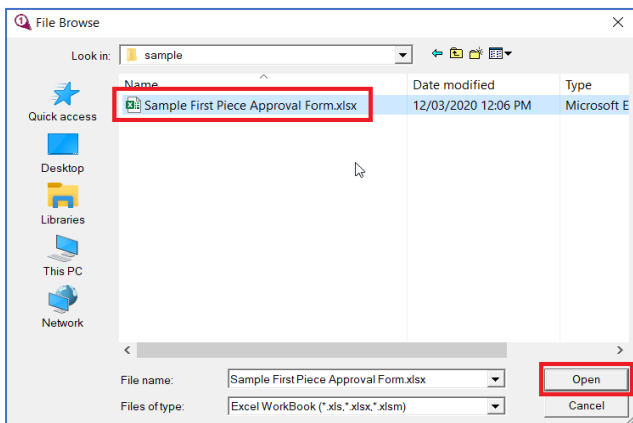 File Browse
Look in: sample
Name Date modified Type
Sample First Piece Approval Form.xlsx 12/03/2020 12:06 PM Microsoft E
Quick access
Desktop
Libraries
This PC
Network
File name: Sample First Piece Approval Form.xlsx Open
Files of type: Excel WorkBook (*.xls,*.xlsx,*.xlsm) Cancel